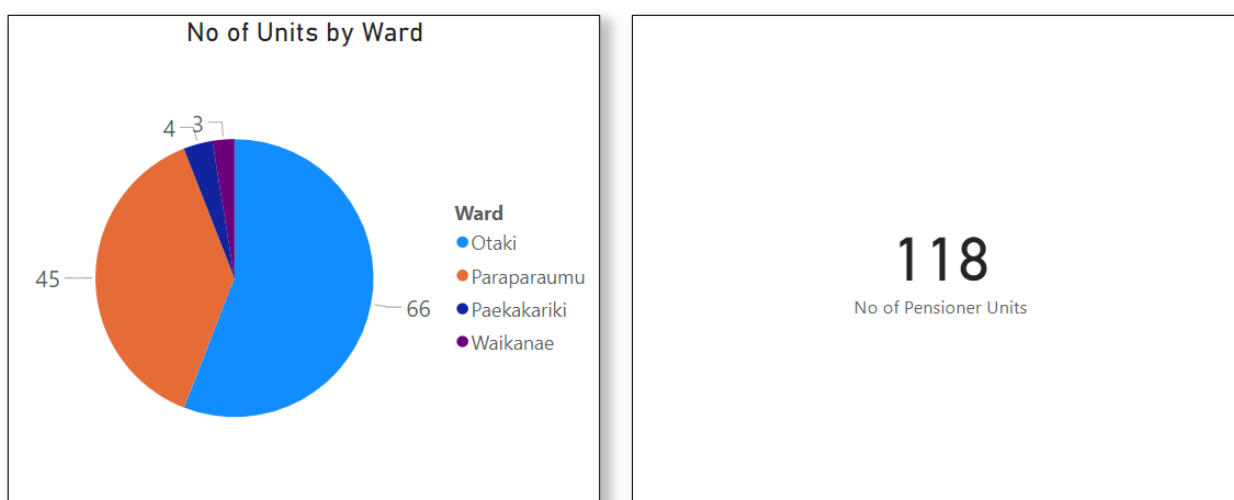 No of Units by Ward
4
3
45
66
Ward
Otaki
Paraparaumu
Paekakariki
Waikanae
118
No of Pensioner Units